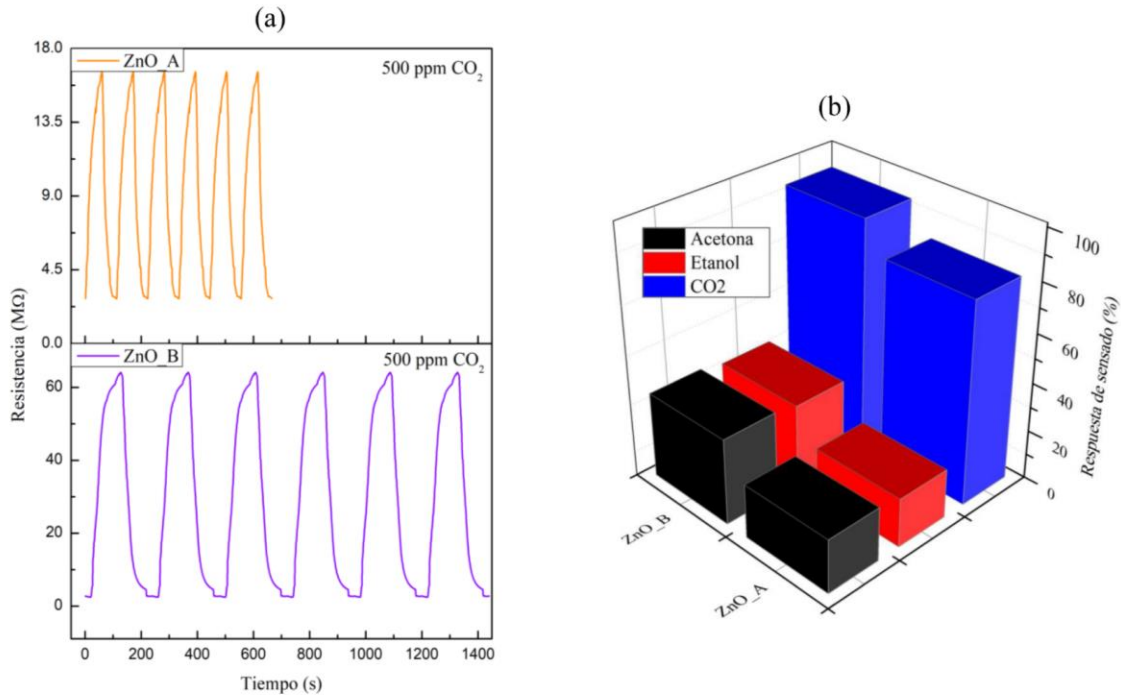 (a)
18.0
ZnO_A
500 ppm CO2
13.5
9.0
4.5
0.0
Resistencia (MΩ)
ZnO_B
500 ppm CO2
60
40
20
0
0 200 400 600 800 1000 1200 1400
Tiempo (s)
(b)
Acetona
Etanol
CO2
100
80
60
40
20
0
Respuesta de sensado (%)
ZnO_B
ZnO_A